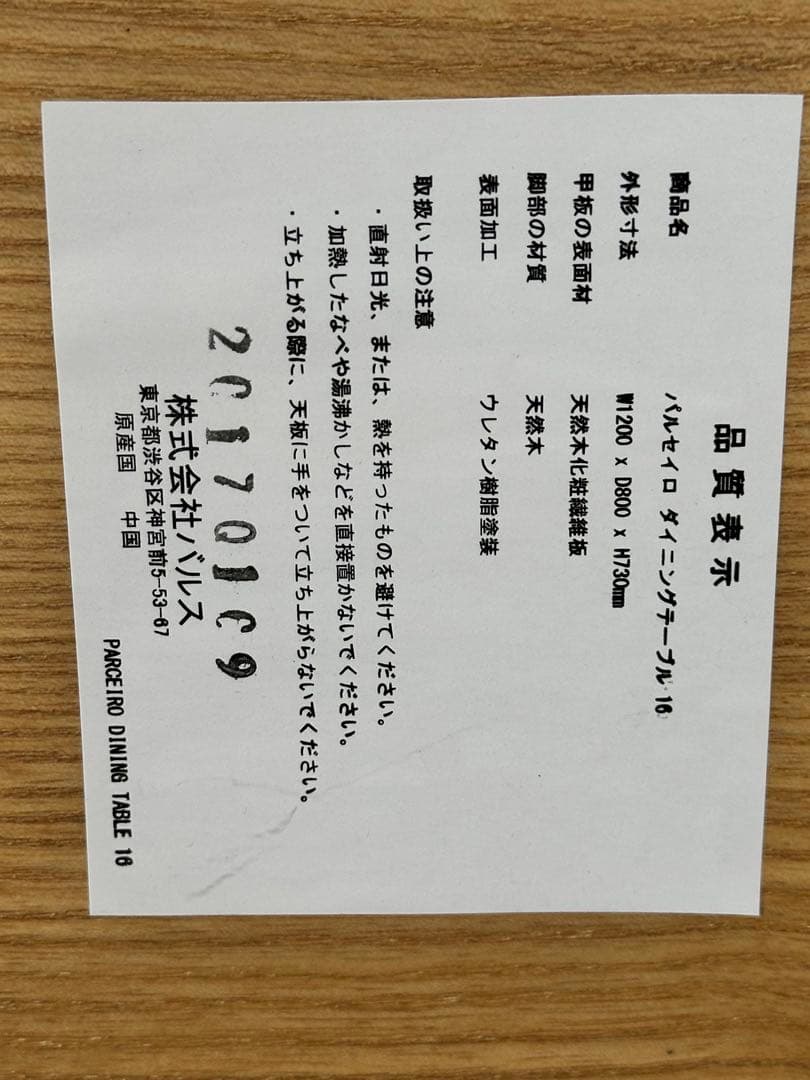 品質表示
商品名 パルセイロ ダイニングテーブル 16
外形寸法 W1200 x D800 x H730mm
甲板の表面材 天然木化粧繊維板
脚部の材質 天然木
表面加工 ウレタン樹脂塗装
取扱い上の注意
・直射日光、または、熱を持ったものを避けてください。
・加熱したなべや湯沸かしなどを直接置かないでください。
・立ち上がる際に、天板に手をついて立ち上がらないでください。
20170109
株式会社バルス
東京都渋谷区神宮前5-53-67
原産国 中国
PARCEIRO DINING TABLE 16